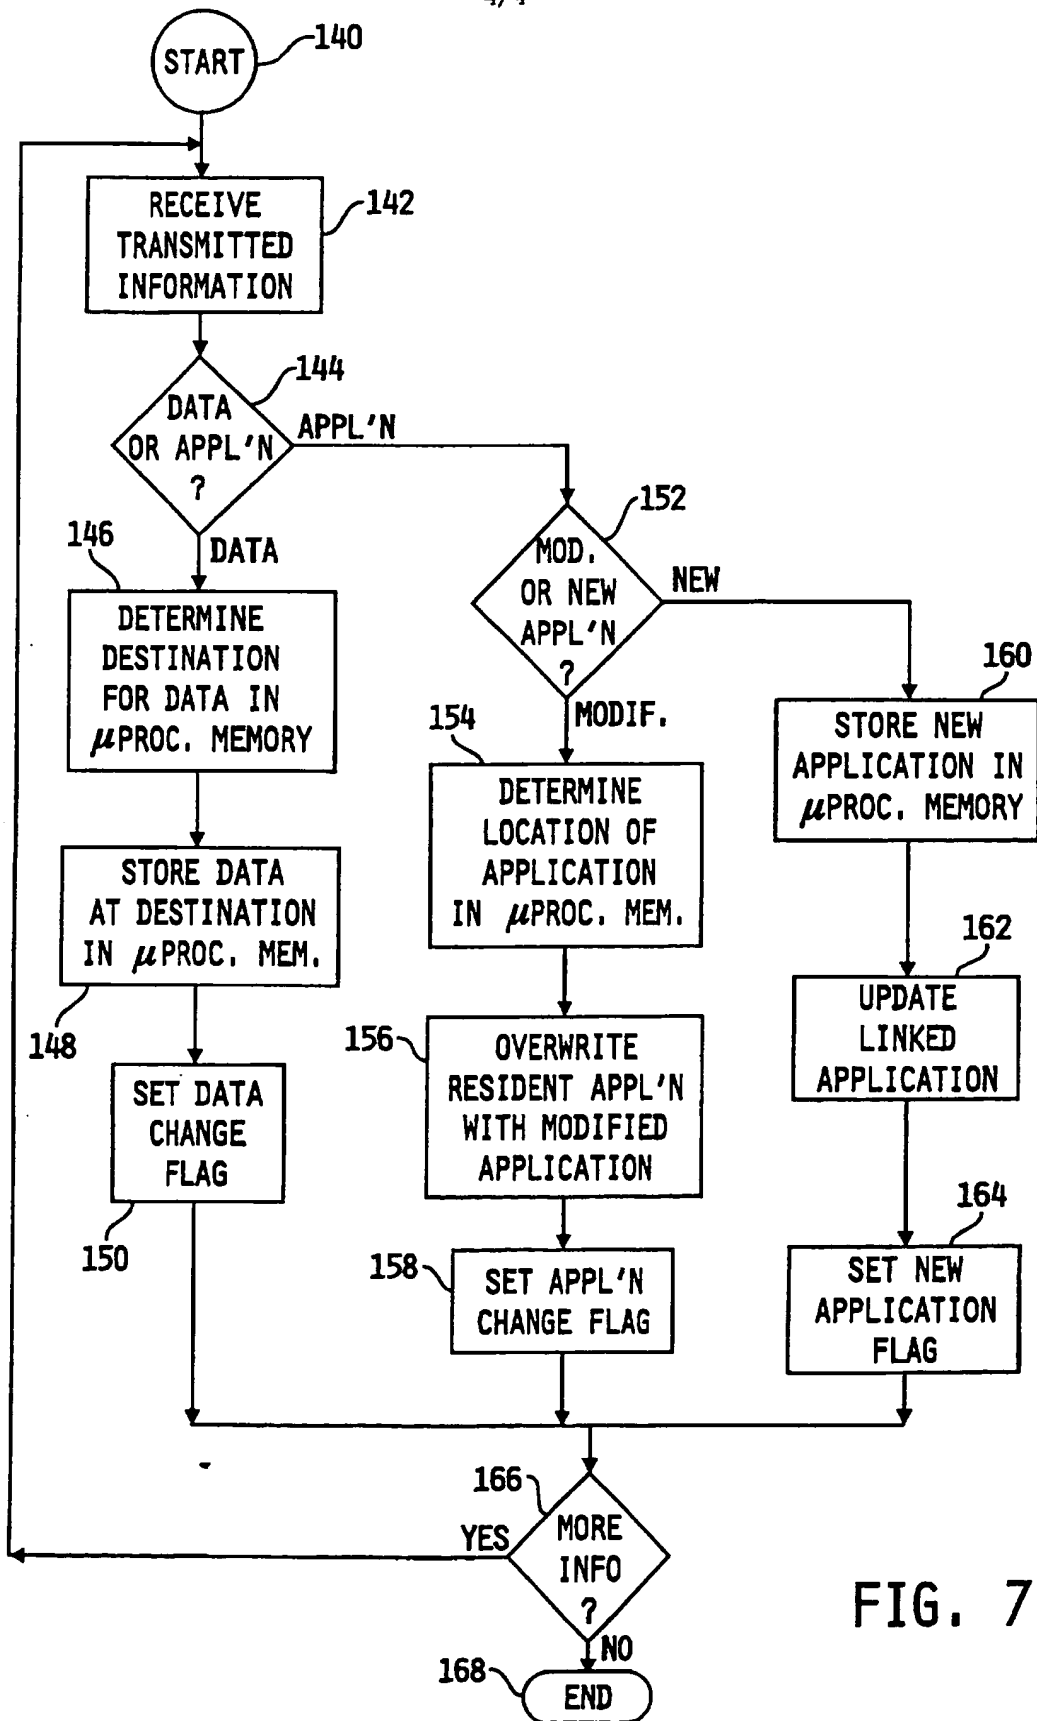 START
140
RECEIVE
TRANSMITTED
INFORMATION
142
DATA
OR APPL'N
?
144
APPL'N
DATA
146
DETERMINE
DESTINATION
FOR DATA IN
μPROC. MEMORY
STORE DATA
AT DESTINATION
IN μPROC. MEM.
148
SET DATA
CHANGE
FLAG
150
152
MOD.
OR NEW
APPL'N
?
NEW
MODIF.
154
DETERMINE
LOCATION OF
APPLICATION
IN μPROC. MEM.
156
OVERWRITE
RESIDENT APPL'N
WITH MODIFIED
APPLICATION
158
SET APPL'N
CHANGE FLAG
160
STORE NEW
APPLICATION IN
μPROC. MEMORY
162
UPDATE
LINKED
APPLICATION
164
SET NEW
APPLICATION
FLAG
166
MORE
INFO
?
YES
NO
168
END
FIG. 7